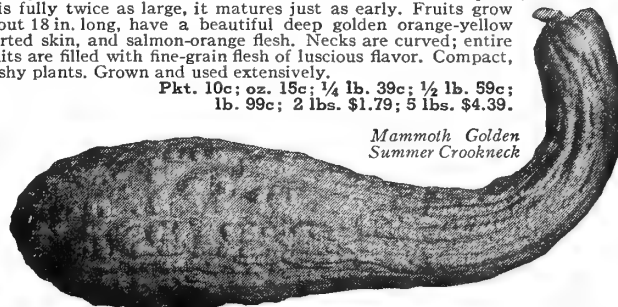 is fully twice as large, it matures just as early. Fruits grow
out 18 in. long, have a beautiful deep golden orange-yellow
rted skin, and salmon-orange flesh. Necks are curved; entire
its are filled with fine-grain flesh of luscious flavor. Compact,
shy plants. Grown and used extensively.
Pkt. 10c; oz. 15c; ¼ lb. 39c; ½ lb. 59c;
lb. 99c; 2 lbs. $1.79; 5 lbs. $4.39.
Mammoth Golden
Summer Crookneck